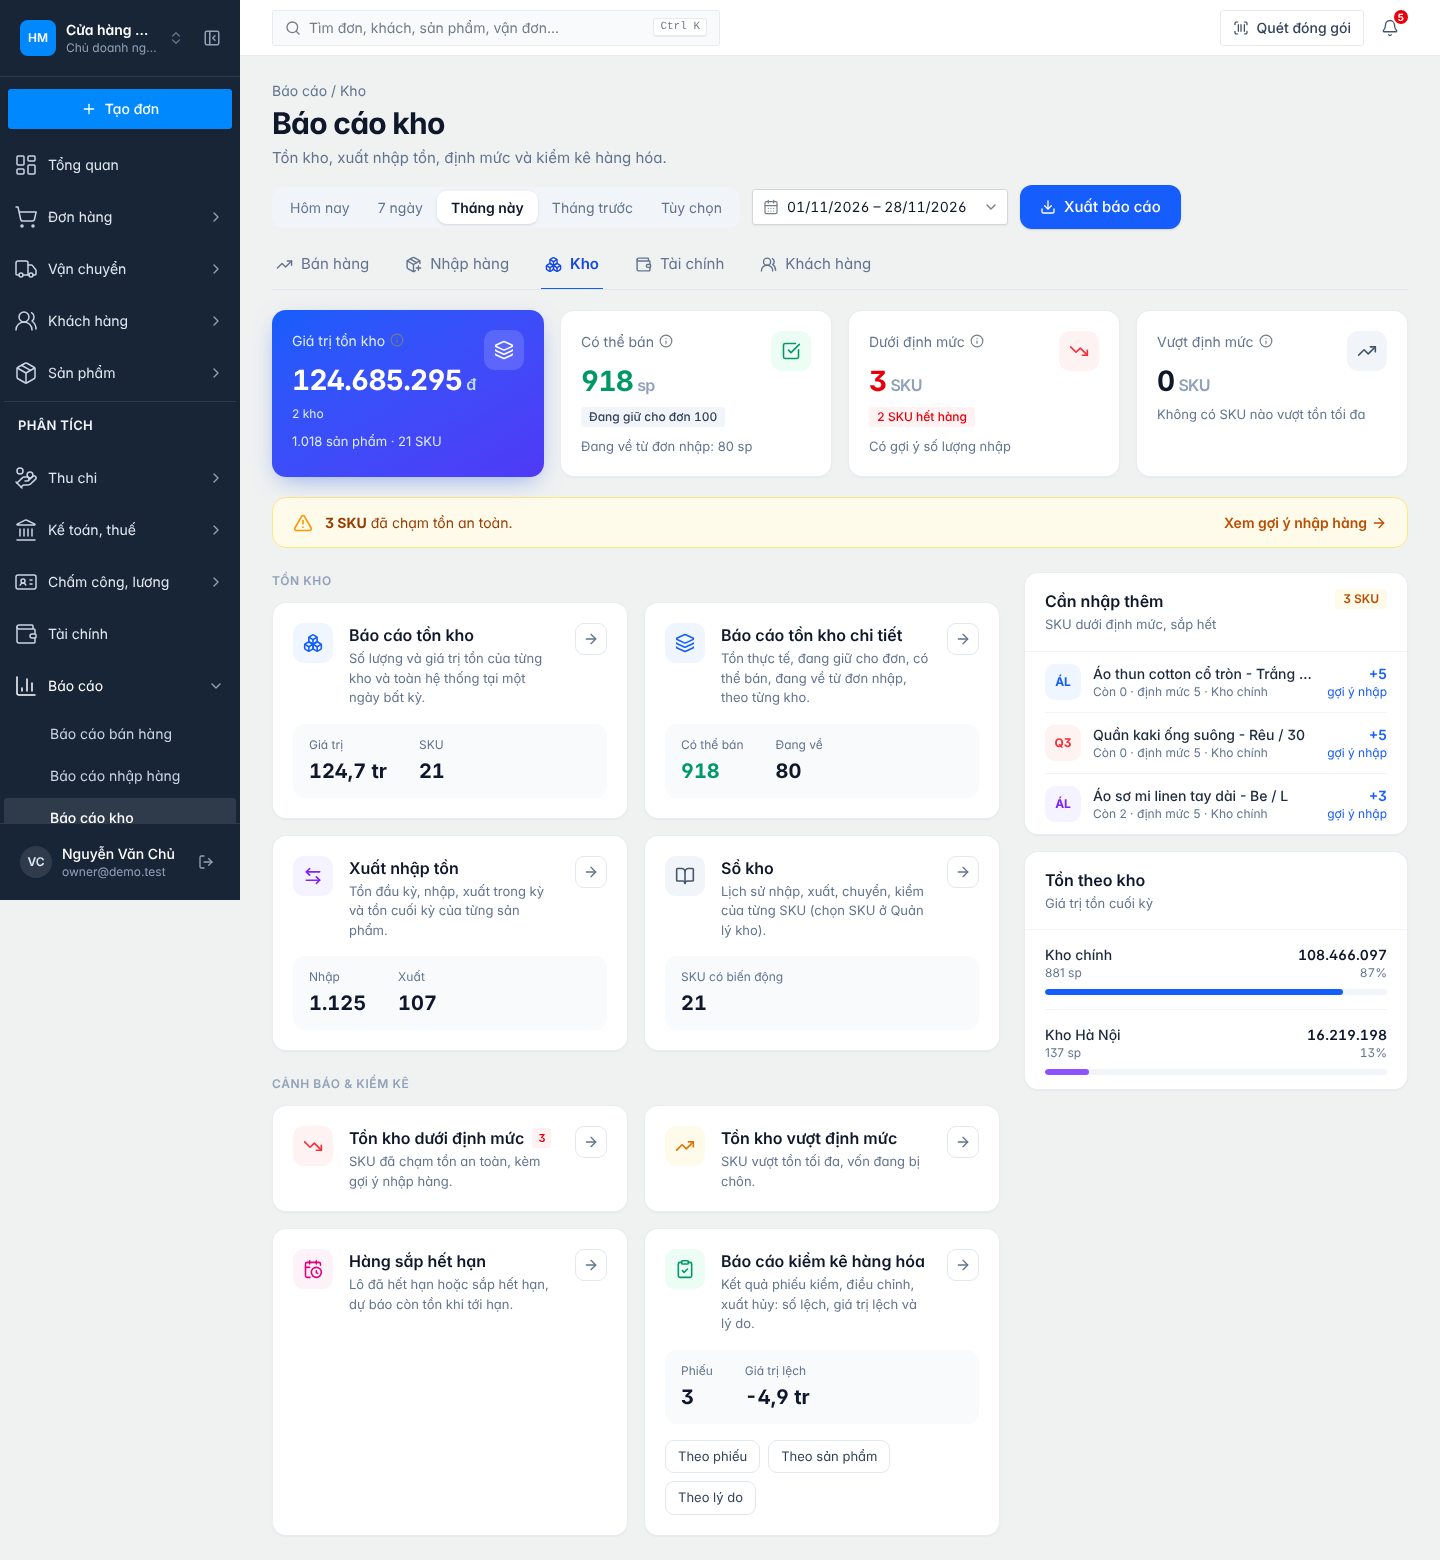 HM
Cửa hàng ...
Chủ doanh ng...
Tạo đơn
Tổng quan
Đơn hàng
Vận chuyển
Khách hàng
Sản phẩm
PHÂN TÍCH
Thu chi
Kế toán, thuế
Chấm công, lương
Tài chính
Báo cáo
Báo cáo bán hàng
Báo cáo nhập hàng
Báo cáo kho
VC
Nguyễn Văn Chủ
owner@demo.test
Tìm đơn, khách, sản phẩm, vận đơn...
Ctrl K
Quét đóng gói
5
Báo cáo / Kho
Báo cáo kho
Tồn kho, xuất nhập tồn, định mức và kiểm kê hàng hóa.
Hôm nay
7 ngày
Tháng này
Tháng trước
Tùy chọn
01/11/2026 – 28/11/2026
Xuất báo cáo
Bán hàng
Nhập hàng
Kho
Tài chính
Khách hàng
Giá trị tồn kho
124.685.295 đ
2 kho
1.018 sản phẩm · 21 SKU
Có thể bán
918 sp
Đang giữ cho đơn 100
Đang về từ đơn nhập: 80 sp
Dưới định mức
3 SKU
2 SKU hết hàng
Có gợi ý số lượng nhập
Vượt định mức
0 SKU
Không có SKU nào vượt tồn tối đa
3 SKU đã chạm tồn an toàn.
Xem gợi ý nhập hàng
TỒN KHO
Báo cáo tồn kho
Số lượng và giá trị tồn của từng
kho và toàn hệ thống tại một
ngày bất kỳ.
Giá trị
124,7 tr
SKU
21
Báo cáo tồn kho chi tiết
Tồn thực tế, đang giữ cho đơn, có
thể bán, đang về từ đơn nhập,
theo từng kho.
Có thể bán
918
Đang về
80
Xuất nhập tồn
Tồn đầu kỳ, nhập, xuất trong kỳ
và tồn cuối kỳ của từng sản
phẩm.
Nhập
1.125
Xuất
107
Sổ kho
Lịch sử nhập, xuất, chuyển, kiểm
của từng SKU (chọn SKU ở Quản
lý kho).
SKU có biến động
21
CẢNH BÁO & KIỂM KÊ
Tồn kho dưới định mức
3
SKU đã chạm tồn an toàn, kèm
gợi ý nhập hàng.
Tồn kho vượt định mức
SKU vượt tồn tối đa, vốn đang bị
chôn.
Hàng sắp hết hạn
Lô đã hết hạn hoặc sắp hết hạn,
dự báo còn tồn khi tới hạn.
Báo cáo kiểm kê hàng hóa
Kết quả phiếu kiểm, điều chỉnh,
xuất hủy: số lệch, giá trị lệch và
lý do.
Phiếu
3
Giá trị lệch
-4,9 tr
Theo phiếu
Theo sản phẩm
Theo lý do
Cần nhập thêm
3 SKU
SKU dưới định mức, sắp hết
ÁL
Áo thun cotton cổ tròn - Trắng ...
+5
Còn 0 · định mức 5 · Kho chính
gợi ý nhập
Q3
Quần kaki ống suông - Rêu / 30
+5
Còn 0 · định mức 5 · Kho chính
gợi ý nhập
ÁL
Áo sơ mi linen tay dài - Be / L
+3
Còn 2 · định mức 5 · Kho chính
gợi ý nhập
Tồn theo kho
Giá trị tồn cuối kỳ
Kho chính
108.466.097
881 sp
87%
Kho Hà Nội
16.219.198
137 sp
13%